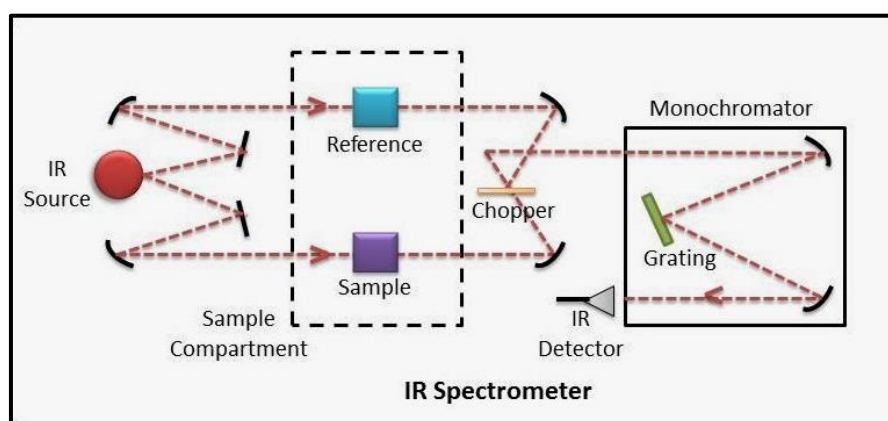 Monochromator
IR
Source
Reference
Chopper
Grating
Sample
Sample
Compartment
IR
Detector
IR Spectrometer